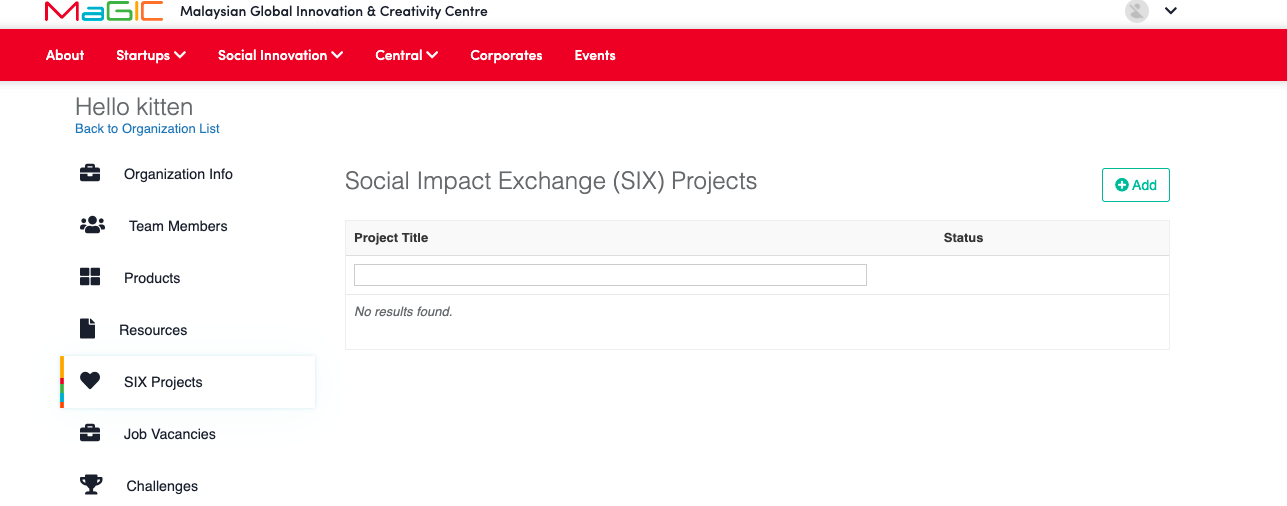 MaGIC Malaysian Global Innovation & Creativity Centre
About Startups Social Innovation Central Corporates Events
Hello kitten
Back to Organization List
Organization Info
Team Members
Products
Resources
SIX Projects
Job Vacancies
Challenges
Social Impact Exchange (SIX) Projects
Add
Project Title Status
No results found.